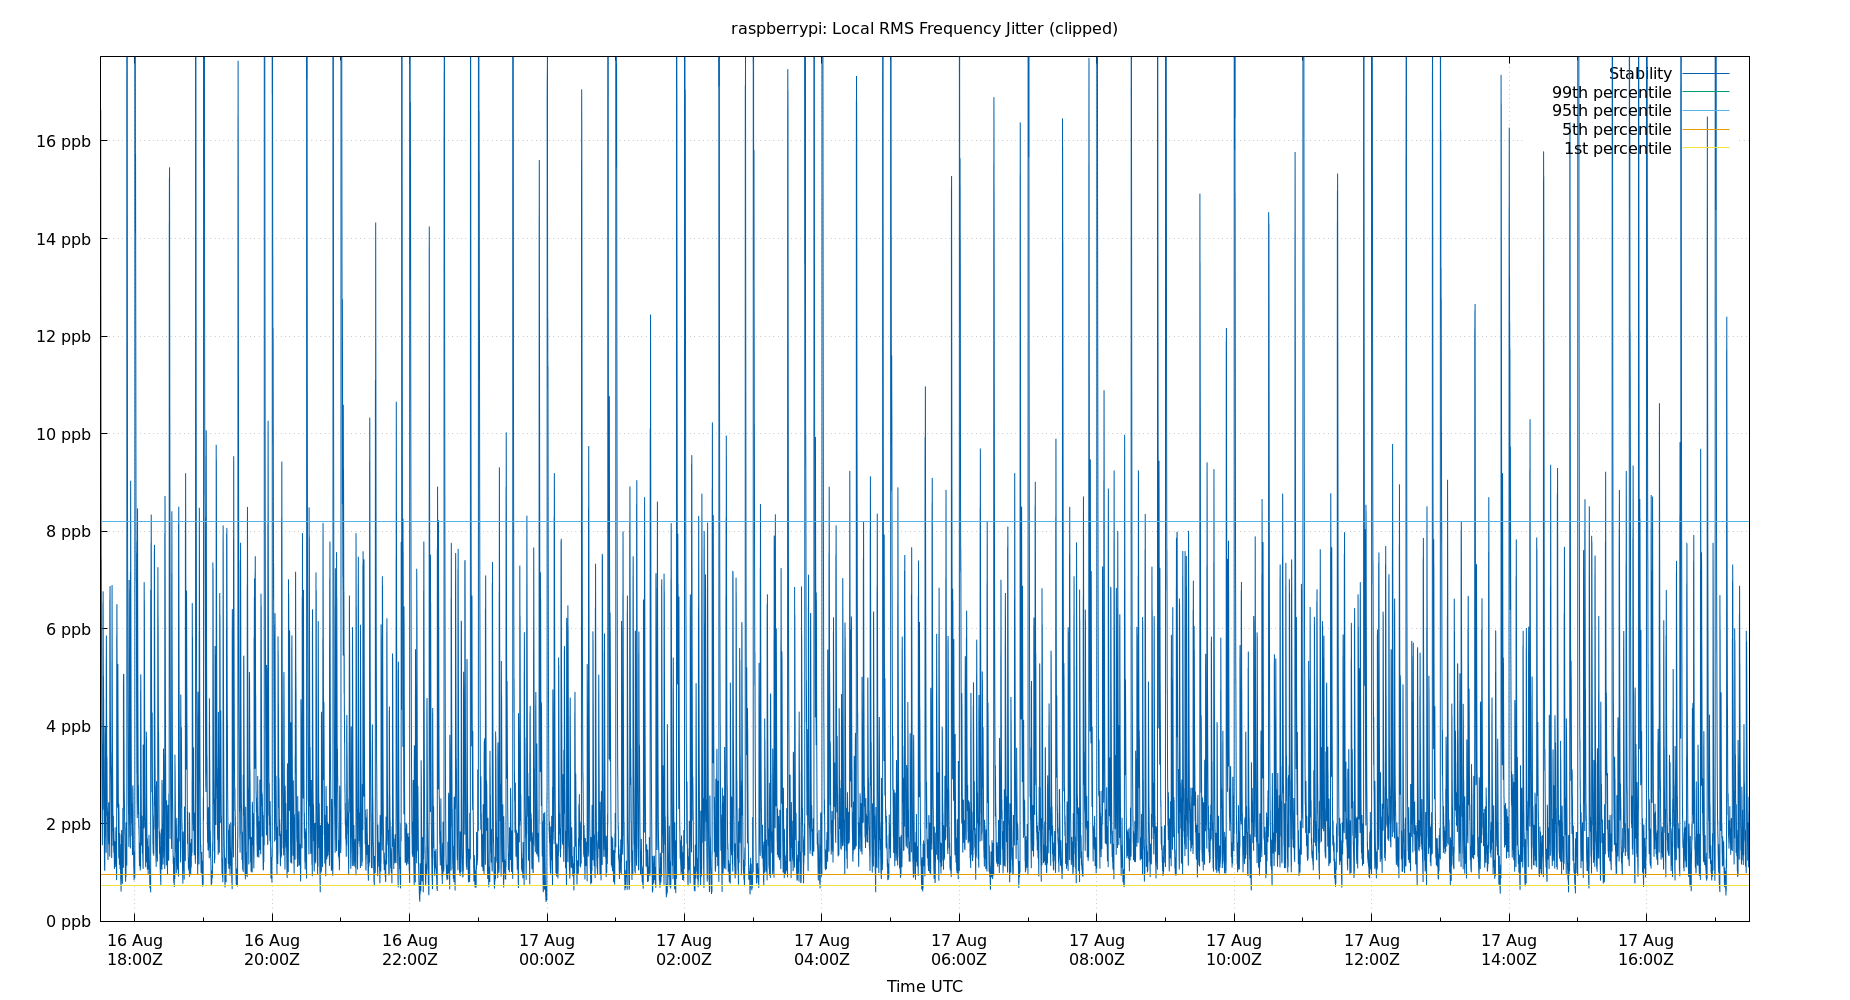 raspberrypi: Local RMS Frequency Jitter (clipped)
Stability
99th percentile
95th percentile
5th percentile
1st percentile
16 ppb
14 ppb
12 ppb
10 ppb
8 ppb
6 ppb
4 ppb
2 ppb
0 ppb
16 Aug 16 Aug 16 Aug 17 Aug 17 Aug 17 Aug 17 Aug 17 Aug 17 Aug 17 Aug 17 Aug 17 Aug
18:00Z 20:00Z 22:00Z 00:00Z 02:00Z 04:00Z 06:00Z 08:00Z 10:00Z 12:00Z 14:00Z 16:00Z
Time UTC